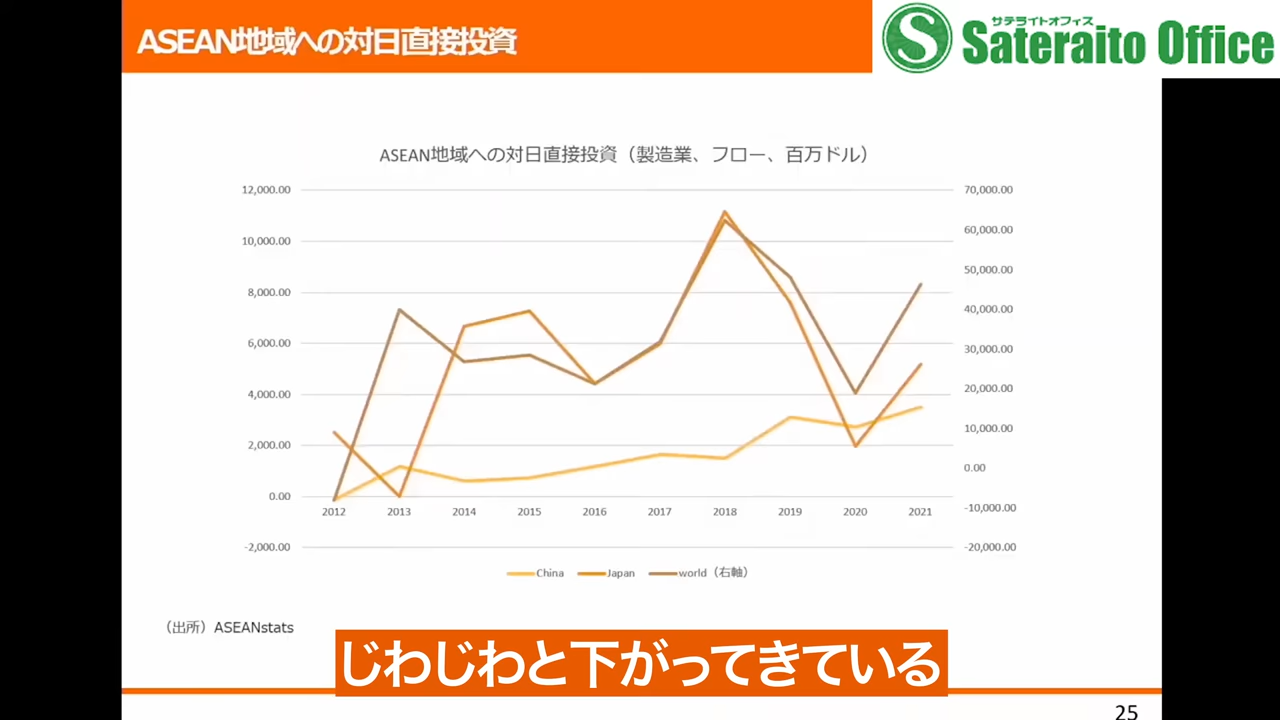 ASEAN地域への対日直接投資
サテライトオフィス
S Sateraito Office
ASEAN地域への対日直接投資（製造業、フロー、百万ドル）
12,000.00
10,000.00
8,000.00
6,000.00
4,000.00
2,000.00
0.00
-2,000.00
70,000.00
60,000.00
50,000.00
40,000.00
30,000.00
20,000.00
10,000.00
0.00
-10,000.00
-20,000.00
2012 2013 2014 2015 2016 2017 2018 2019 2020 2021
China Japan world（右軸）
（出所）ASEANstats
じわじわと下がってきている
25